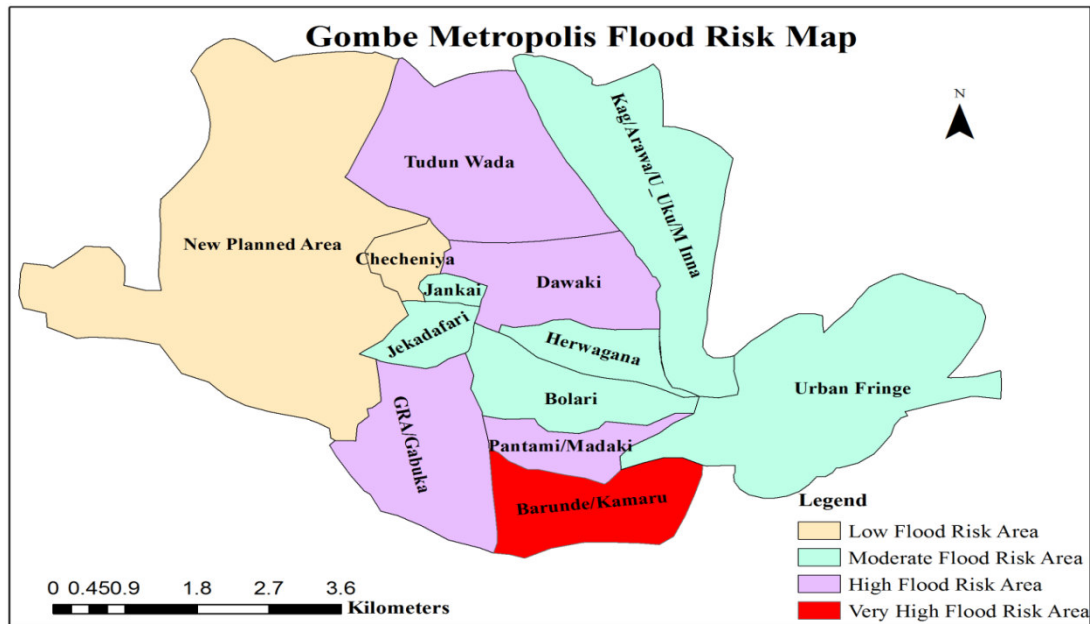 Gombe Metropolis Flood Risk Map
N
Kag/Arawa/U_Uku/M Inna
Tudun Wada
New Planned Area
Checheniya
Dawaki
Jankai
Jekadafari
Herwagana
Urban Fringe
Bolari
GRA/Gabuka
Pantami/Madaki
Barunde/Kamaru
Legend
Low Flood Risk Area
Moderate Flood Risk Area
High Flood Risk Area
Very High Flood Risk Area
0 0.450.9 1.8 2.7 3.6
Kilometers